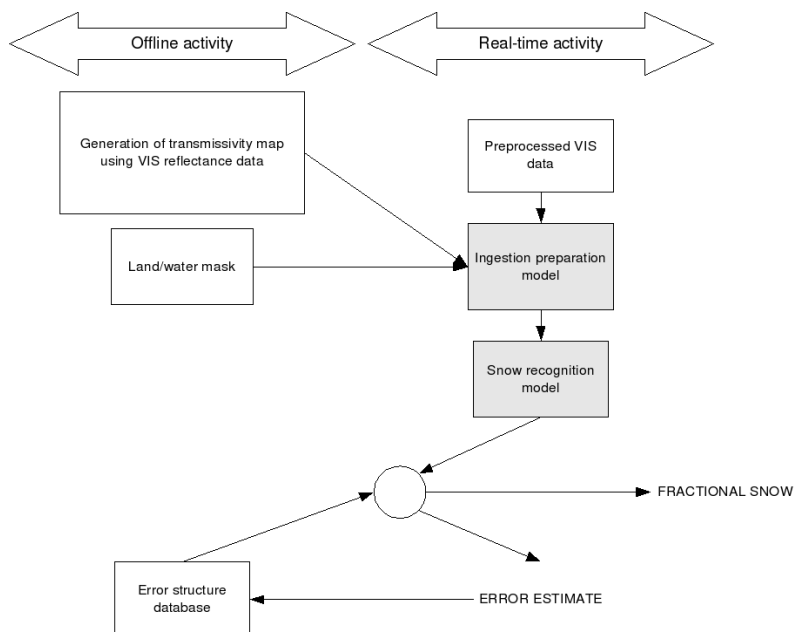 Offline activity
Real-time activity
Generation of transmissivity map
using VIS reflectance data
Preprocessed VIS
data
Land/water mask
Ingestion preparation
model
Snow recognition
model
FRACTIONAL SNOW
Error structure
database
ERROR ESTIMATE